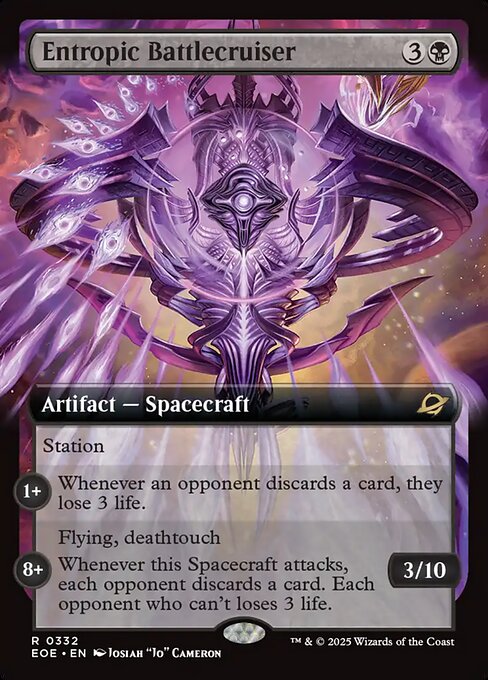 Entropic Battlecruiser 3
Artifact — Spacecraft
Station
1+ Whenever an opponent discards a card, they
lose 3 life.
Flying, deathtouch
8+ Whenever this Spacecraft attacks,
each opponent discards a card. Each
opponent who can't loses 3 life.
3/10
R 0332
EOE • EN Josiah "Jo" Cameron
™ & © 2025 Wizards of the Coast